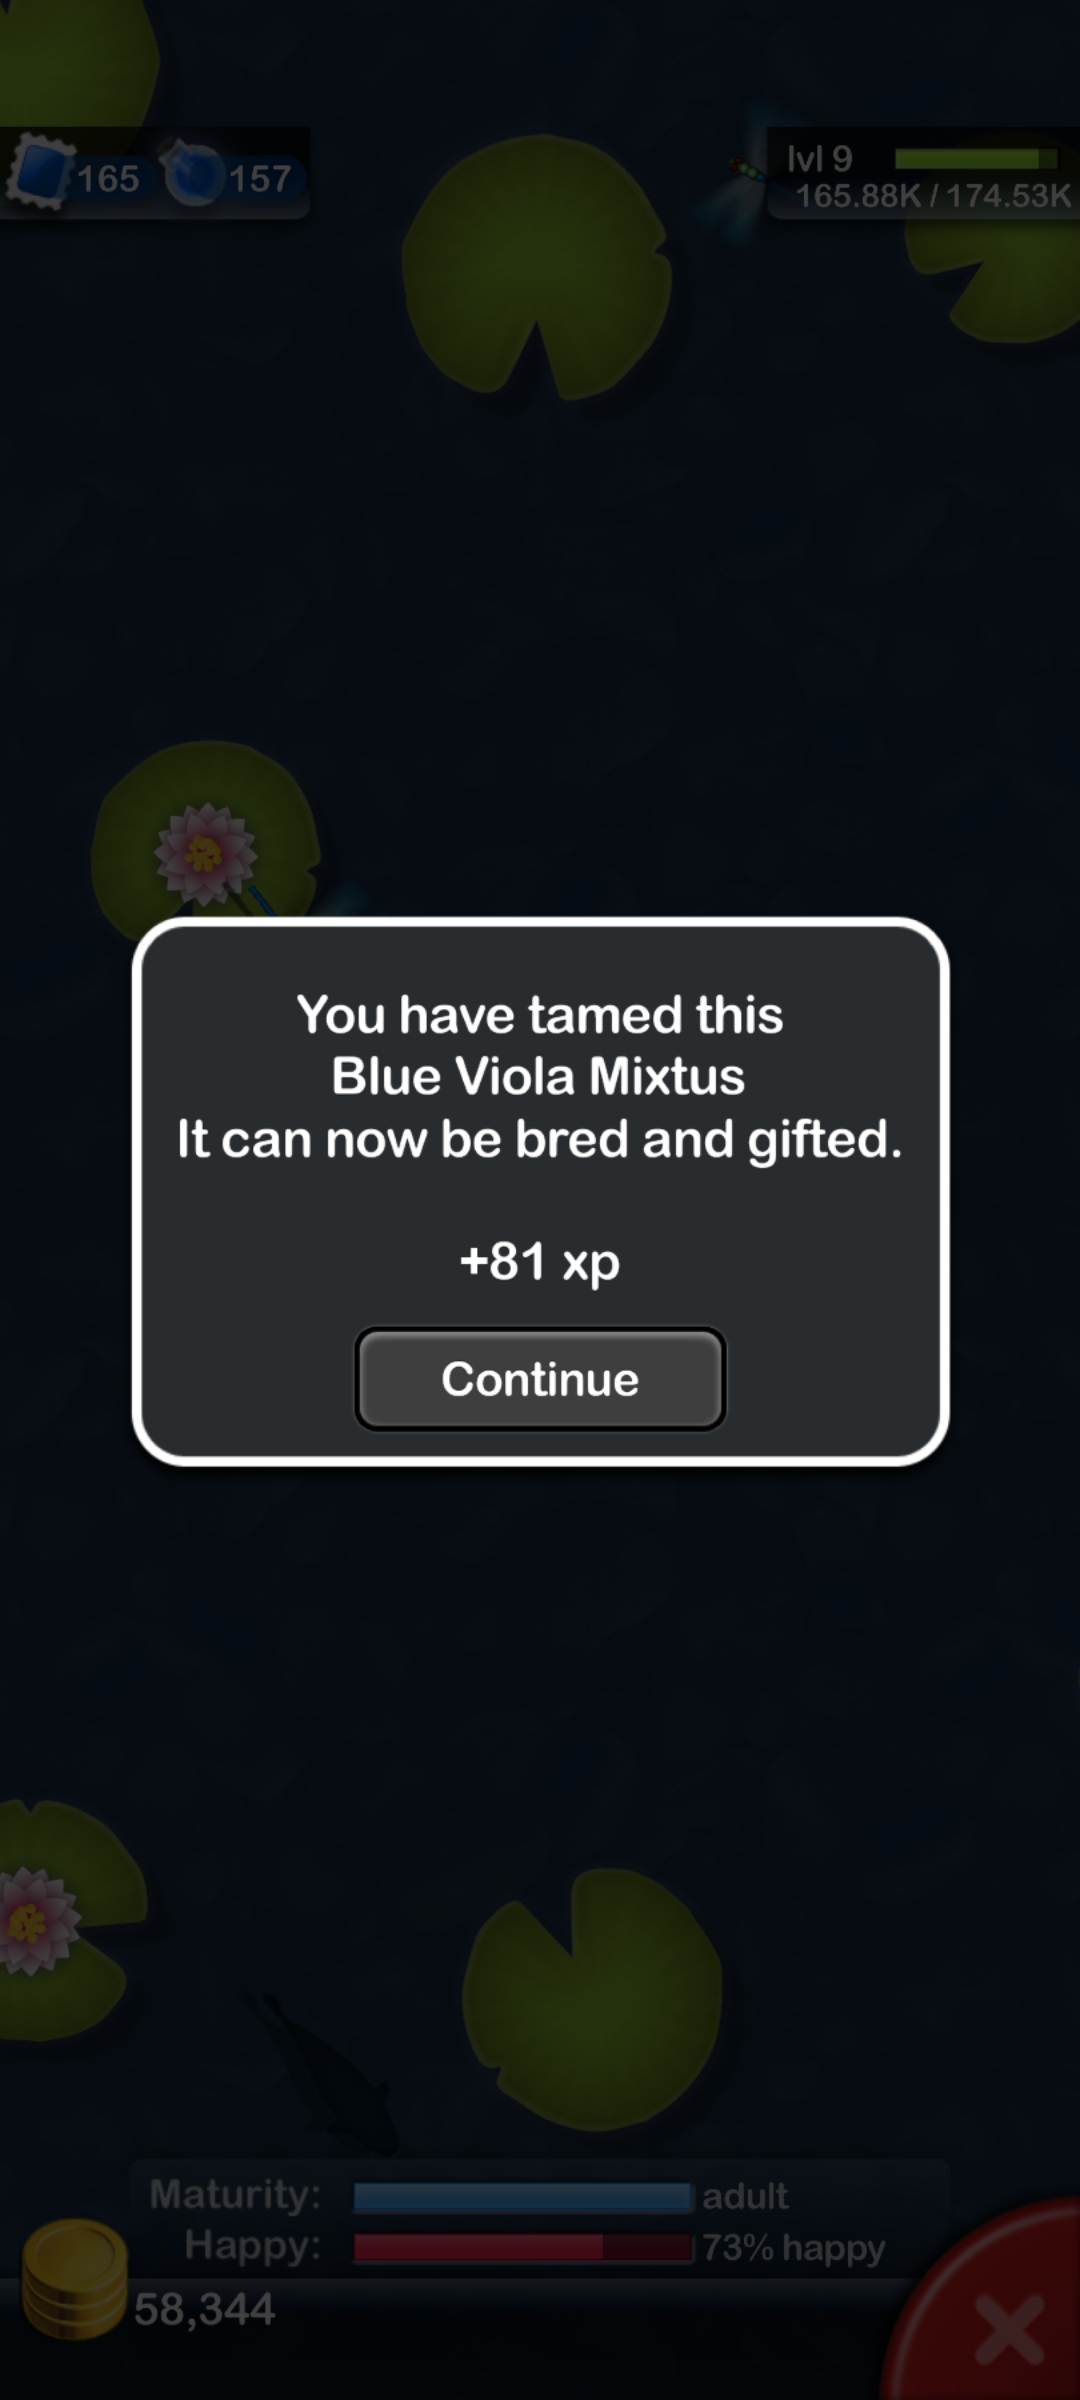 165 157
lvl 9
165.88K / 174.53K
You have tamed this
Blue Viola Mixtus
It can now be bred and gifted.
+81 xp
Continue
Maturity: adult
Happy: 73% happy
58,344